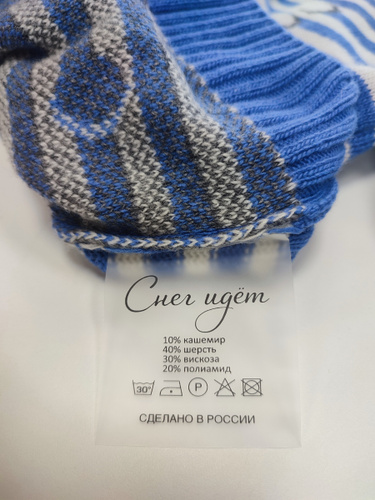 Снег идёт
10% кашемир
40% шерсть
30% вискоза
20% полиамид
30° P
СДЕЛАНО В РОССИИ